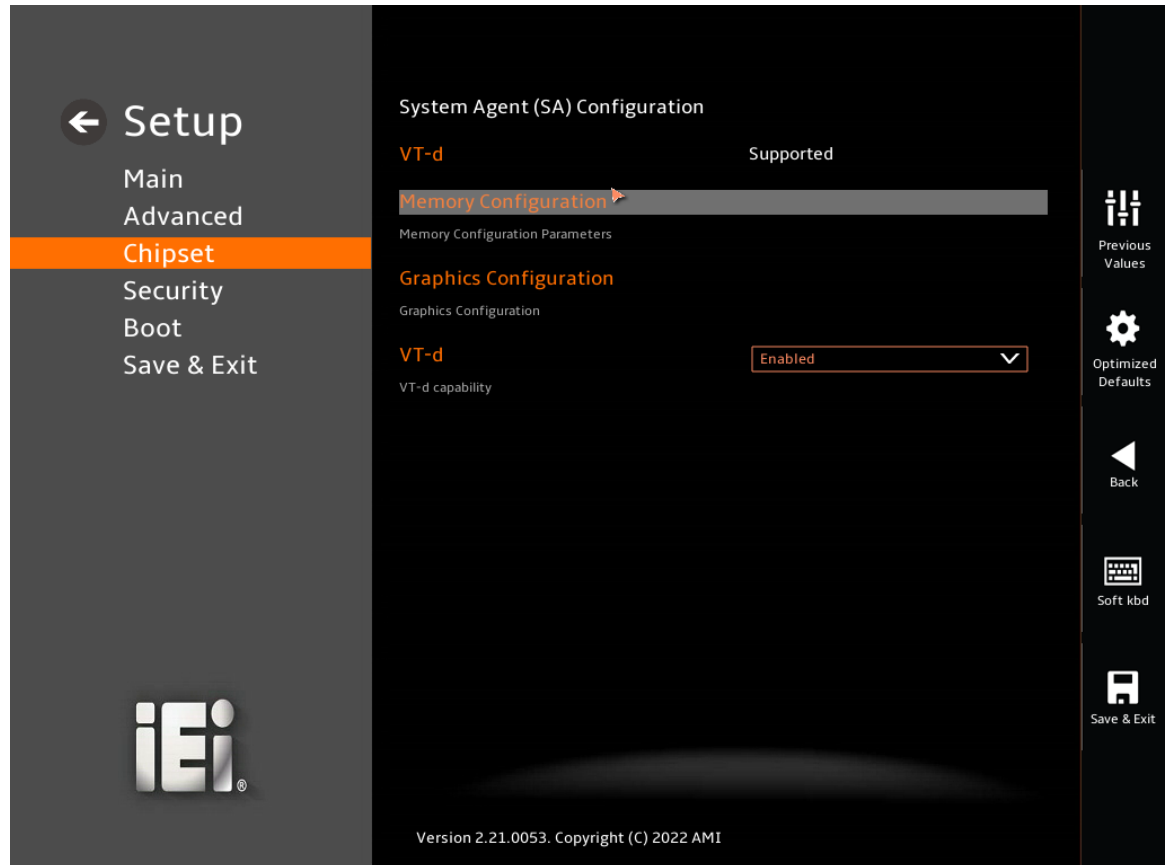 Setup
Main
Advanced
Chipset
Security
Boot
Save & Exit
iEi®
System Agent (SA) Configuration
VT-d Supported
Memory Configuration
Memory Configuration Parameters
Graphics Configuration
Graphics Configuration
VT-d Enabled
VT-d capability
Version 2.21.0053. Copyright (C) 2022 AMI
Previous
Values
Optimized
Defaults
Back
Soft kbd
Save & Exit